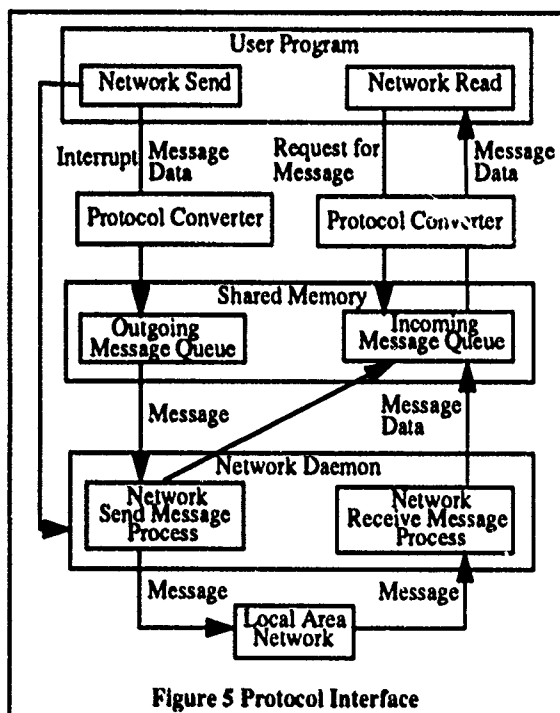 User Program
Network Send
Network Read
Interrupt
Message
Data
Request for
Message
Message
Data
Protocol Converter
Protocol Converter
Shared Memory
Outgoing
Message Queue
Incoming
Message Queue
Message
Message
Data
Network Daemon
Network
Send Message
Process
Network
Receive Message
Process
Message
Message
Local Area
Network
Figure 5 Protocol Interface